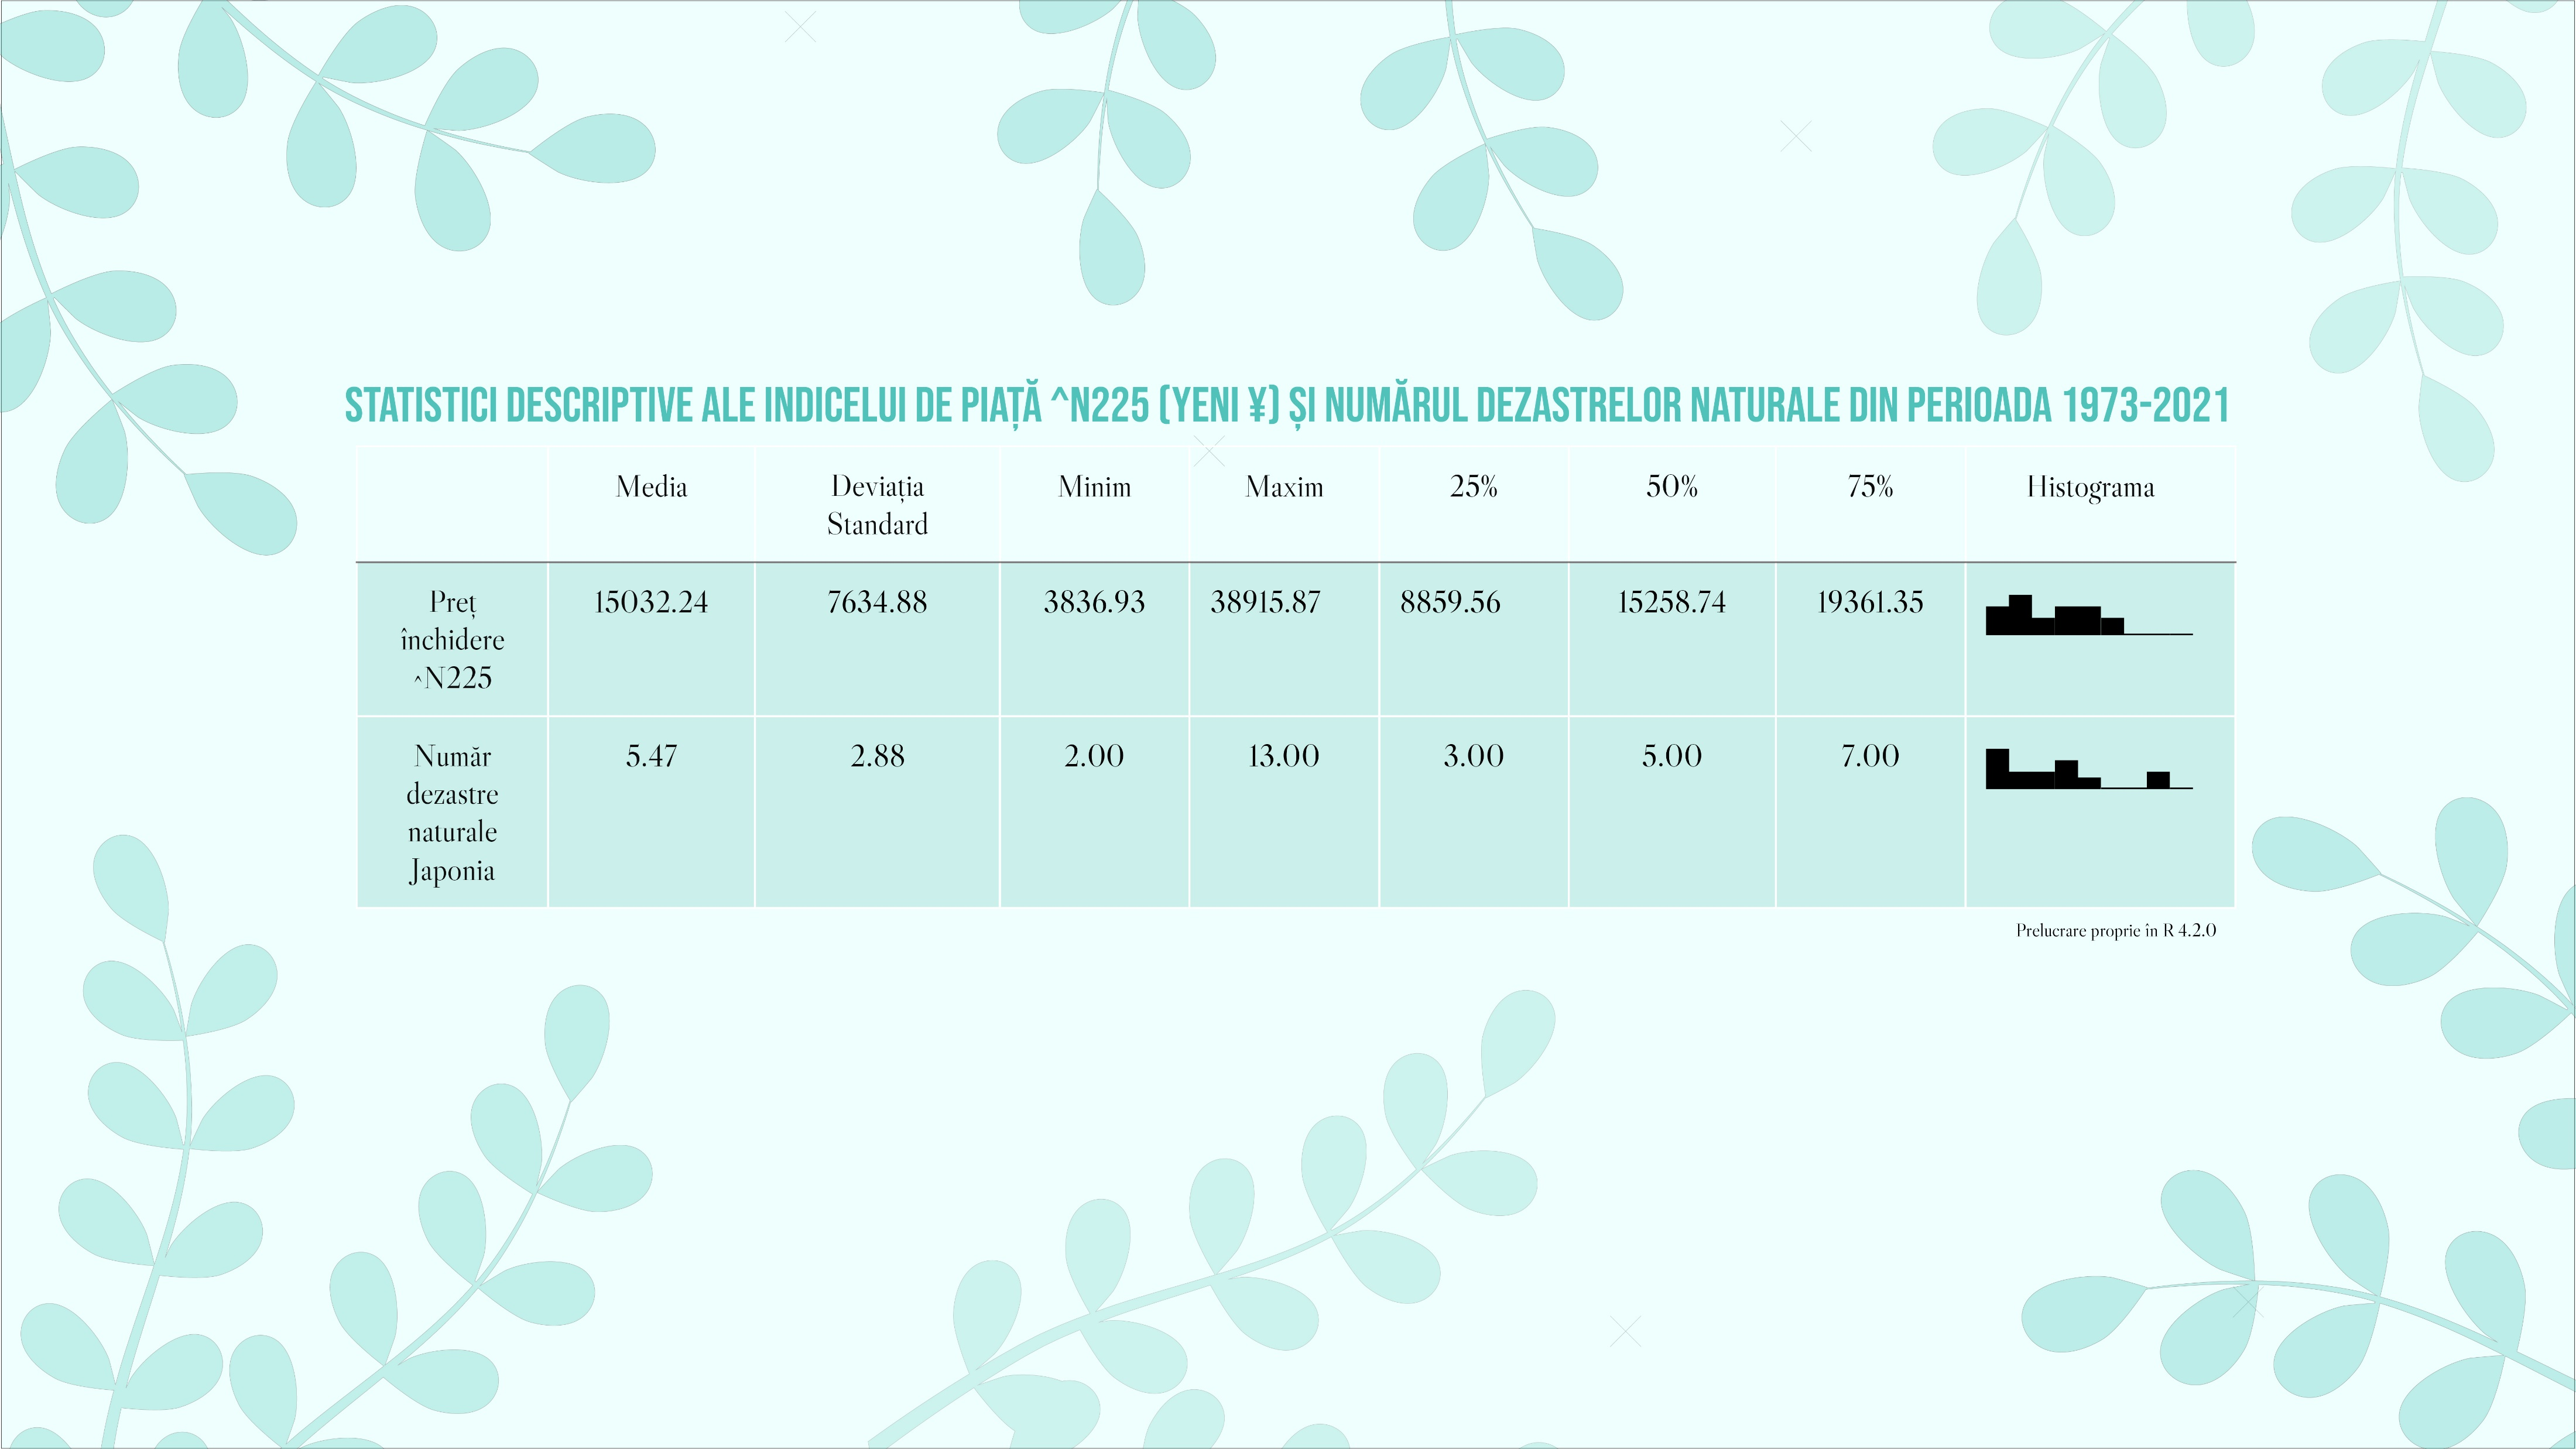 STATISTICI DESCRIPTIVE ALE INDICELUI DE PIAȚĂ ^N225 (YENI ¥) ȘI NUMĂRUL DEZASTRELOR NATURALE DIN PERIOADA 1973-2021
Media Deviația Standard Minim Maxim 25% 50% 75% Histograma
Preț închidere ^N225 15032.24 7634.88 3836.93 38915.87 8859.56 15258.74 19361.35
Număr dezastre naturale Japonia 5.47 2.88 2.00 13.00 3.00 5.00 7.00
Prelucrare proprie în R 4.2.0